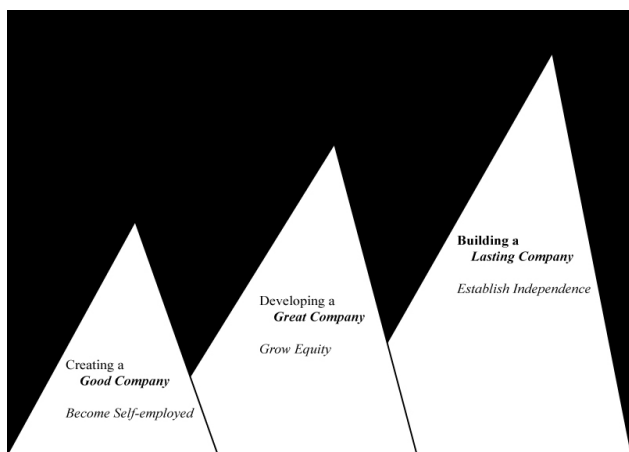 Building a
Lasting Company
Establish Independence
Developing a
Great Company
Grow Equity
Creating a
Good Company
Become Self-employed